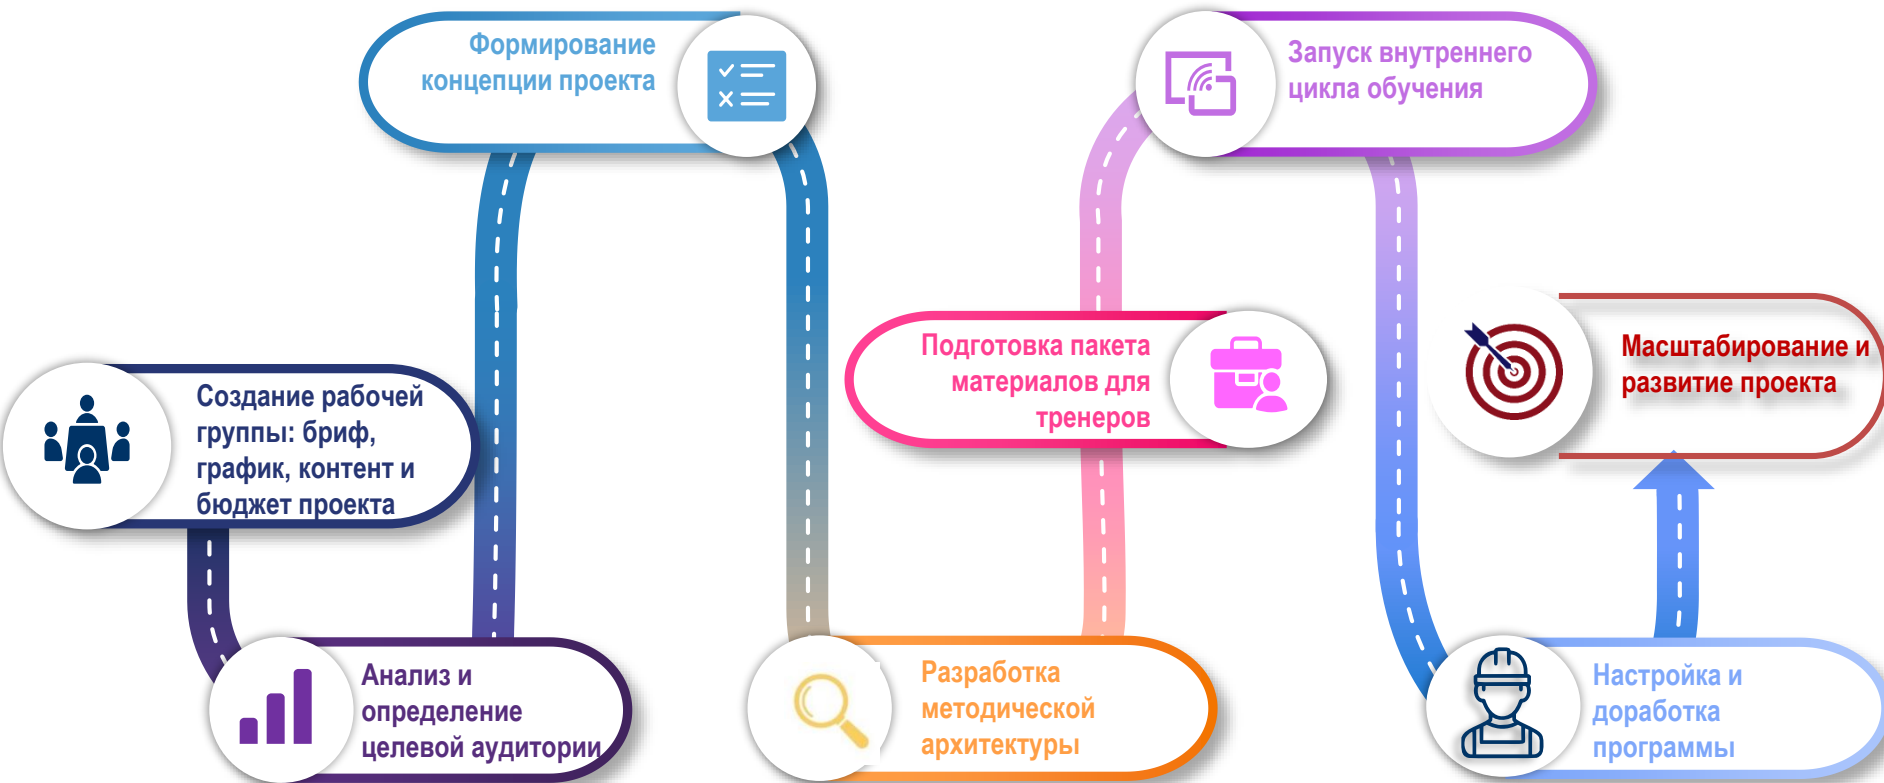 Создание рабочей
группы: бриф,
график, контент и
бюджет проекта
Анализ и
определение
целевой аудитории
Формирование
концепции проекта
Разработка
методической
архитектуры
Подготовка пакета
материалов для
тренеров
Запуск внутреннего
цикла обучения
Настройка и
доработка
программы
Масштабирование и
развитие проекта